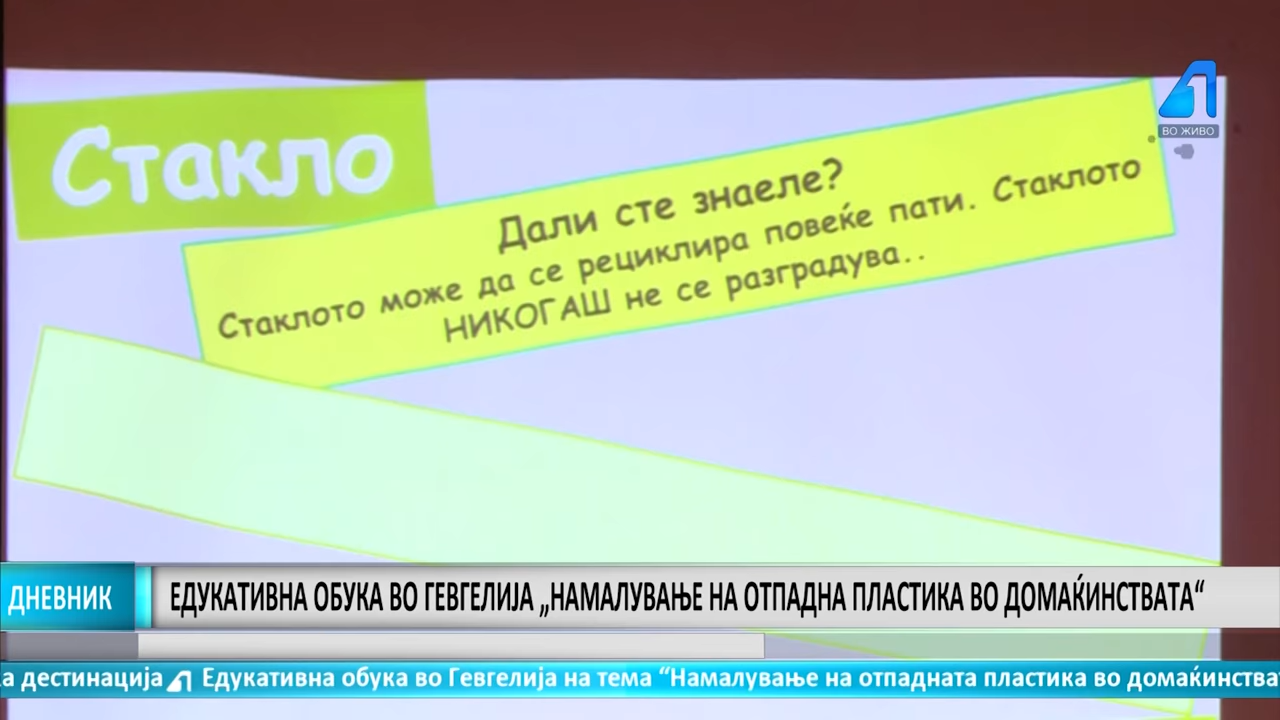 Стакло
Дали сте знаеле?
Стаклото може да се рециклира повеќе пати. Стаклото
НИКОГАШ не се разградува..
ВО ЖИВО
ДНЕВНИК
ЕДУКАТИВНА ОБУКА ВО ГЕВГЕЛИЈА „НАМАЛУВАЊЕ НА ОТПАДНА ПЛАСТИКА ВО ДОМАЌИНСТВАТА“
дестинација Едукативна обука во Гевгелија на тема “Намалување на отпадната пластика во